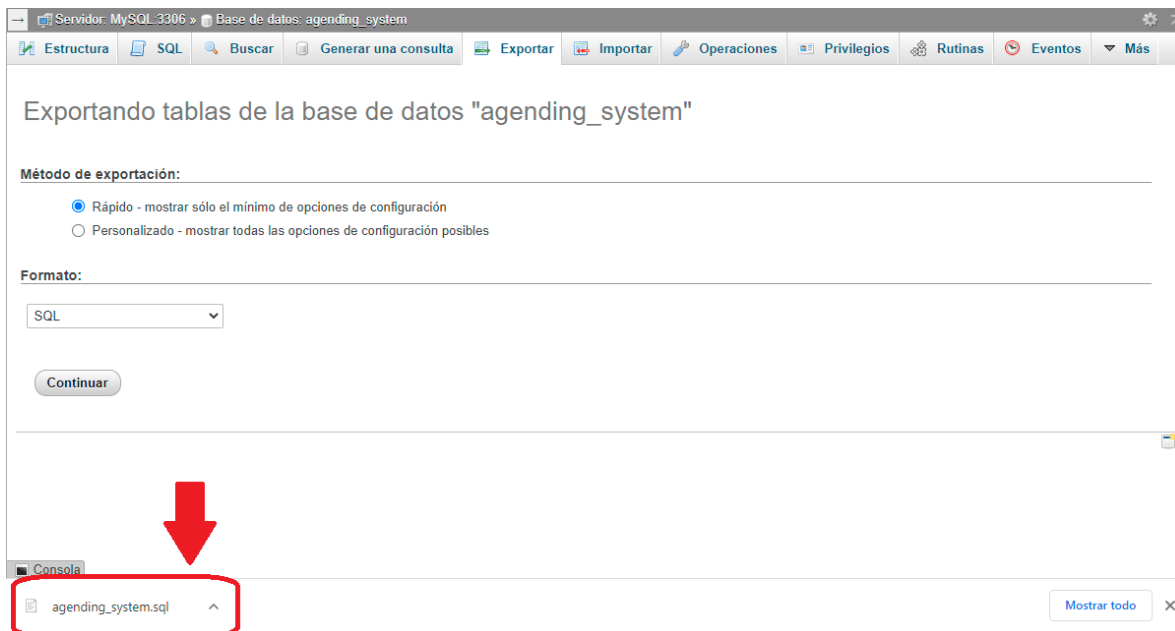 Servidor: MySQL:3306 » Base de datos: agending_system
Estructura SQL Buscar Generar una consulta Exportar Importar Operaciones Privilegios Rutinas Eventos Más
Exportando tablas de la base de datos "agending_system"
Método de exportación:
Rápido - mostrar sólo el mínimo de opciones de configuración
Personalizado - mostrar todas las opciones de configuración posibles
Formato:
SQL
Continuar
Consola
agending_system.sql
Mostrar todo